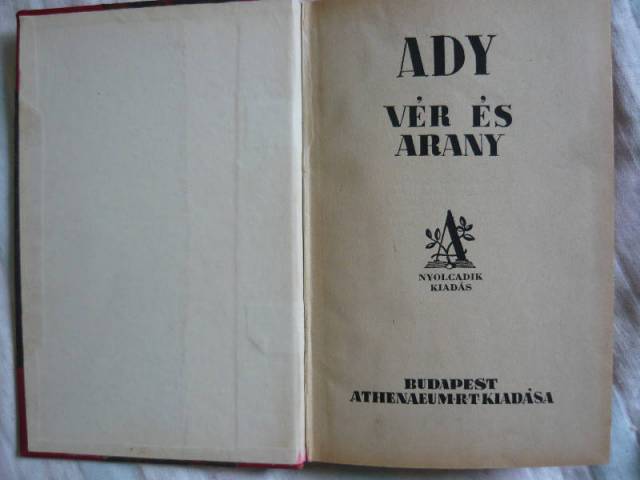 ADY
VÉR ÉS
ARANY
A
NYOLCADIK
KIADÁS
BUDAPEST
ATHENAEUM·R·T KIADÁSA